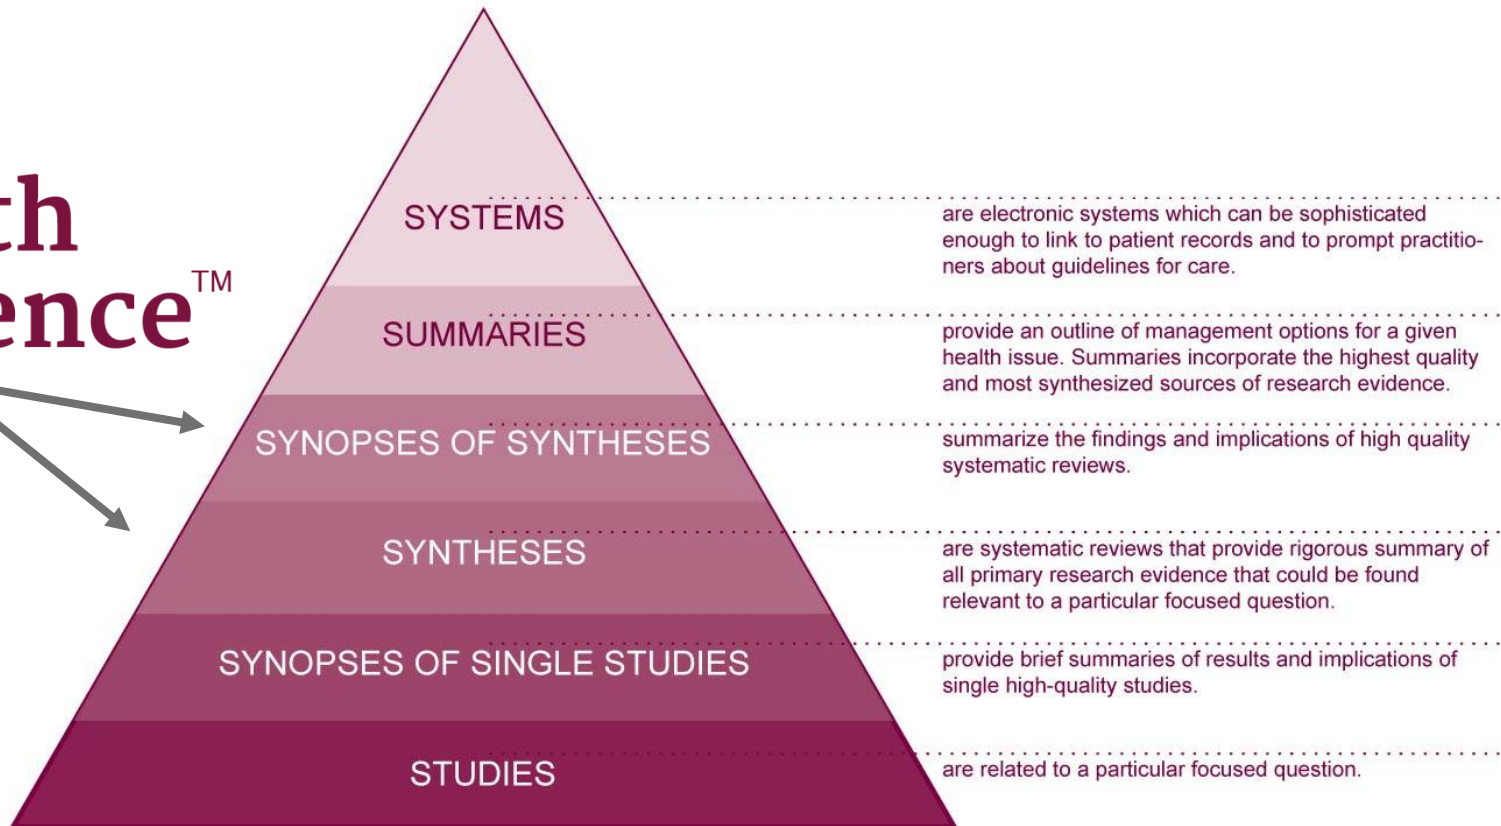 th
ence™
SYSTEMS
are electronic systems which can be sophisticated
enough to link to patient records and to prompt practitio-
ners about guidelines for care.
SUMMARIES
provide an outline of management options for a given
health issue. Summaries incorporate the highest quality
and most synthesized sources of research evidence.
SYNOPSES OF SYNTHESES
summarize the findings and implications of high quality
systematic reviews.
SYNTHESES
are systematic reviews that provide rigorous summary of
all primary research evidence that could be found
relevant to a particular focused question.
SYNOPSES OF SINGLE STUDIES
provide brief summaries of results and implications of
single high-quality studies.
STUDIES
are related to a particular focused question.